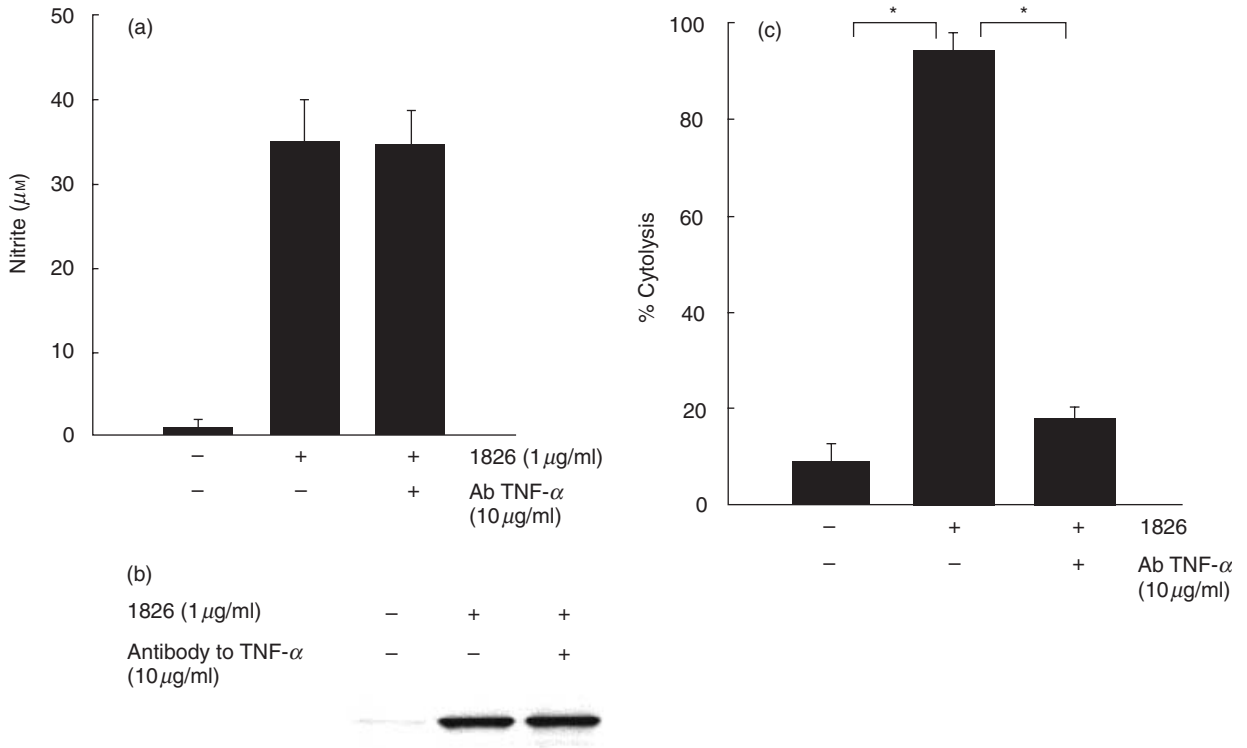 (a)
50
40
30
20
10
0
Nitrite (μM)
– + + 1826 (1 μg/ml)
– – + Ab TNF-α
(10 μg/ml)
(b)
1826 (1 μg/ml) – + +
Antibody to TNF-α – – +
(10 μg/ml)
(c)
* *
100
80
60
40
20
0
% Cytolysis
– + + 1826
– – + Ab TNF-α
(10 μg/ml)